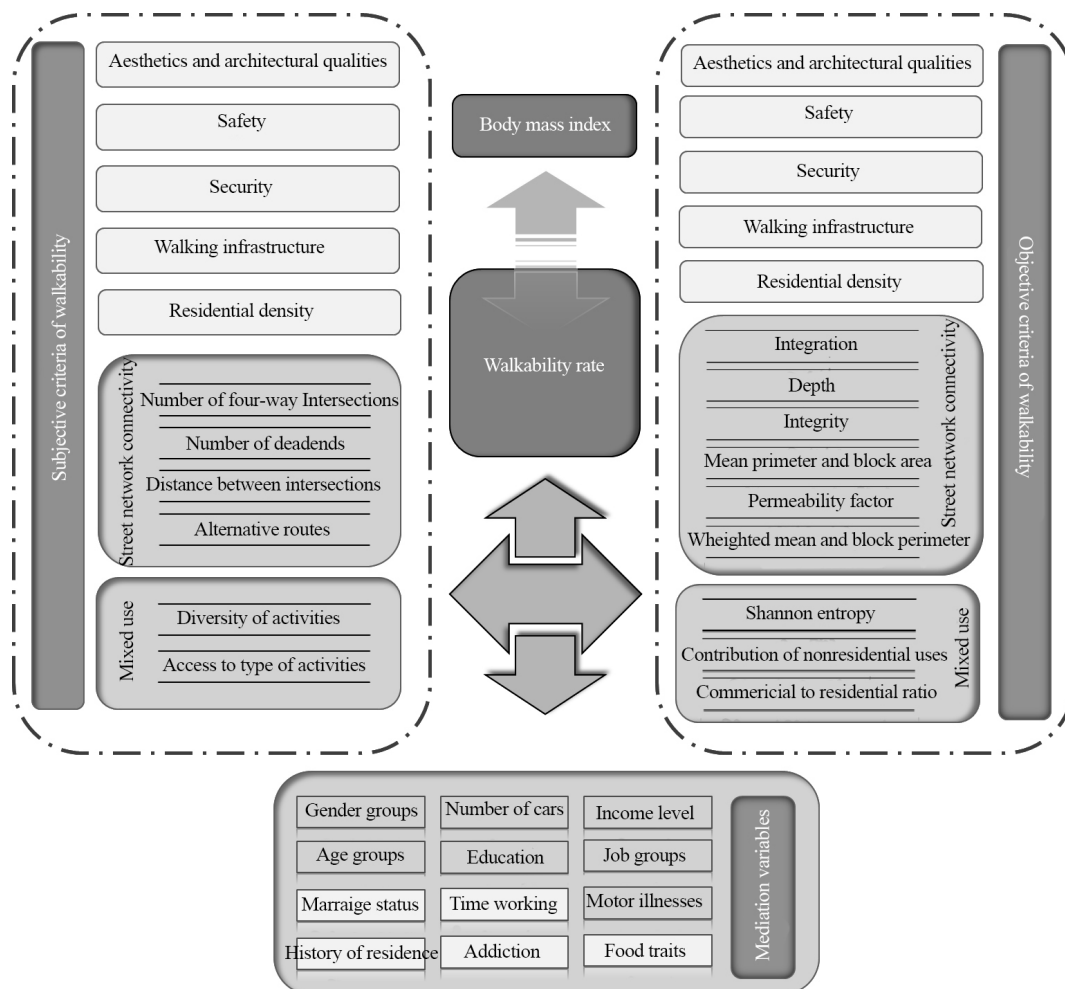 Subjective criteria of walkability
Aesthetics and architectural qualities
Safety
Security
Walking infrastructure
Residential density
Street network connectivity
Number of four-way Intersections
Number of deadends
Distance between intersections
Alternative routes
Mixed use
Diversity of activities
Access to type of activities
Body mass index
Walkability rate
Aesthetics and architectural qualities
Safety
Security
Walking infrastructure
Residential density
Integration
Depth
Integrity
Mean primeter and block area
Permeability factor
Wheighted mean and block perimeter
Street network connectivity
Shannon entropy
Contribution of nonresidential uses
Commericial to residential ratio
Mixed use
Objective criteria of walkability
Gender groups
Number of cars
Income level
Age groups
Education
Job groups
Marraige status
Time working
Motor illnesses
History of residence
Addiction
Food traits
Mediation variables